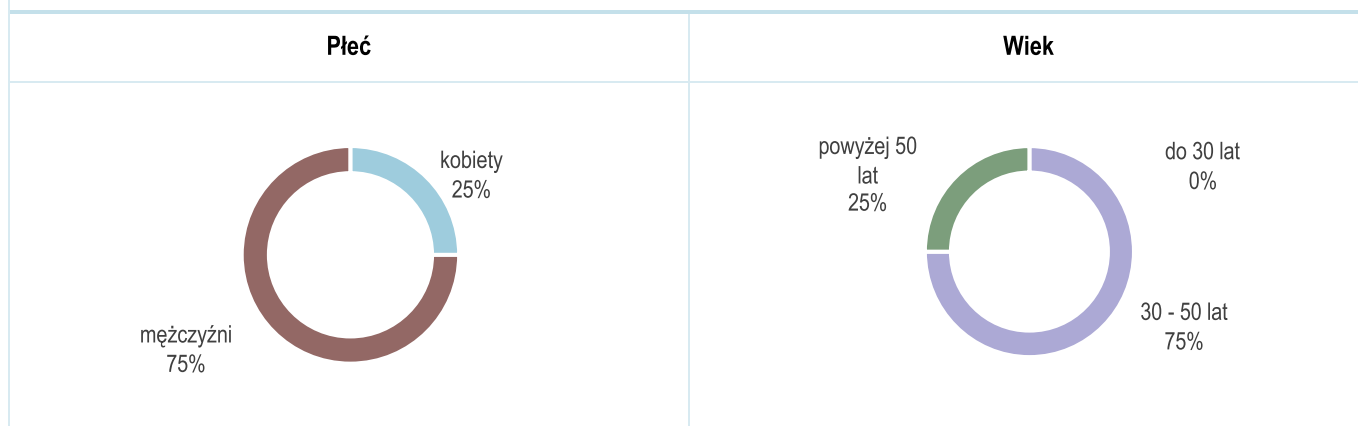 Płeć
Wiek
kobiety
25%
mężczyźni
75%
powyżej 50
lat
25%
do 30 lat
0%
30 - 50 lat
75%